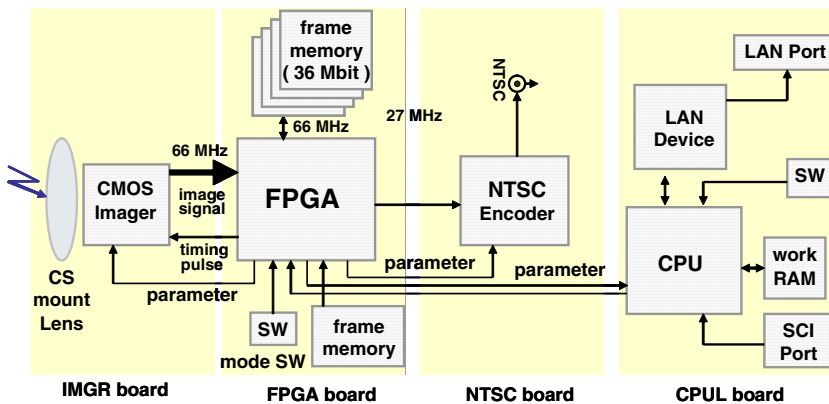 frame
memory
( 36 Mbit )
66 MHz
27 MHz
NTSC
LAN Port
LAN
Device
66 MHz
CMOS
Imager
image
signal
timing
pulse
FPGA
NTSC
Encoder
SW
CPU
work
RAM
CS
mount
Lens
parameter
parameter
parameter
SW
mode SW
frame
memory
SCI
Port
IMGR board
FPGA board
NTSC board
CPUL board